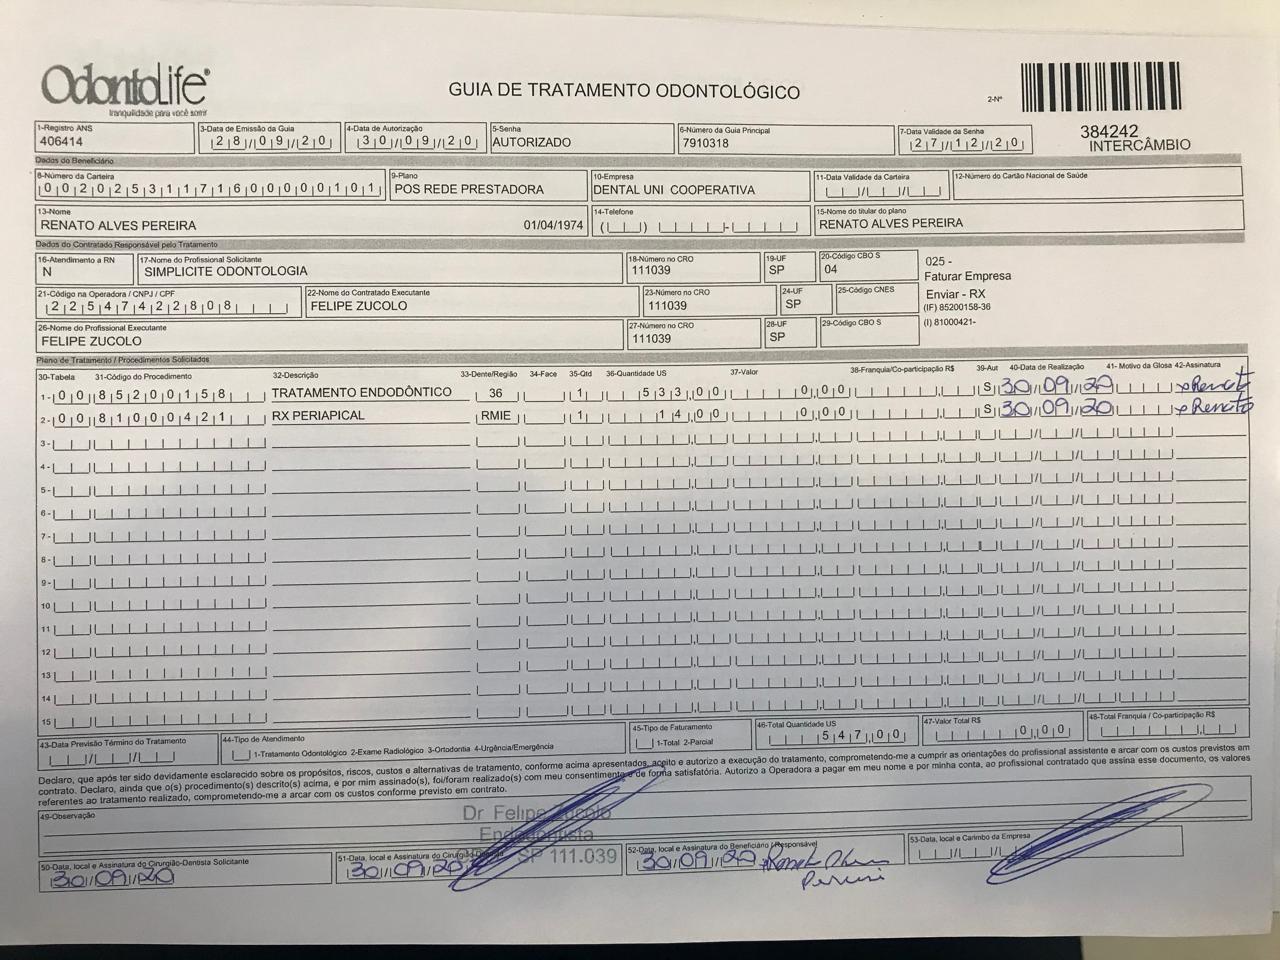 OdontoLife®
tranquilidade para você sorrir
GUIA DE TRATAMENTO ODONTOLÓGICO
2-Nº
384242
INTERCÂMBIO
1-Registro ANS
406414
3-Data de Emissão da Guia
28/09/20
4-Data de Autorização
30/09/20
5-Senha
AUTORIZADO
6-Número da Guia Principal
7910318
7-Data Validade da Senha
27/12/20
Dados do Beneficiário
8-Número da Carteira
00202531171600000101
9-Plano
POS REDE PRESTADORA
10-Empresa
DENTAL UNI COOPERATIVA
11-Data Validade da Carteira
12-Número do Cartão Nacional de Saúde
13-Nome
RENATO ALVES PEREIRA 01/04/1974
14-Telefone
15-Nome do titular do plano
RENATO ALVES PEREIRA
Dados do Contratado Responsável pelo Tratamento
16-Atendimento a RN
N
17-Nome do Profissional Solicitante
SIMPLICITE ODONTOLOGIA
18-Número no CRO
111039
19-UF
SP
20-Código CBO S
04
025 -
Faturar Empresa
Enviar - RX
(IF) 85200158-36
(I) 81000421-
21-Código na Operadora / CNPJ / CPF
22547422808
22-Nome do Contratado Executante
FELIPE ZUCOLO
23-Número no CRO
111039
24-UF
SP
25-Código CNES
26-Nome do Profissional Executante
FELIPE ZUCOLO
27-Número no CRO
111039
28-UF
SP
29-Código CBO S
Plano de Tratamento / Procedimentos Solicitados
30-Tabela 31-Código do Procedimento 32-Descrição 33-Dente/Região 34-Face 35-Qtd 36-Quantidade US 37-Valor 38-Franquia/Co-participação R$ 39-Aut 40-Data de Realização 41- Motivo da Glosa 42-Assinatura
1- 00 85200158 TRATAMENTO ENDODÔNTICO 36 1 533,00 0,00 S 30/09/20 x Renato
2- 00 81000421 RX PERIAPICAL RMIE 1 14,00 0,00 S 30/09/20 x Renato
3-
4-
5-
6-
7-
8-
9-
10
11
12
13
14
15
43-Data Previsão Término do Tratamento
44-Tipo de Atendimento
1-Tratamento Odontológico 2-Exame Radiológico 3-Ortodontia 4-Urgência/Emergência
45-Tipo de Faturamento
1-Total 2-Parcial
46-Total Quantidade US
547,00
47-Valor Total R$
0,00
48-Total Franquia / Co-participação R$
Declaro, que após ter sido devidamente esclarecido sobre os propósitos, riscos, custos e alternativas de tratamento, conforme acima apresentados, aceito e autorizo a execução do tratamento, comprometendo-me a cumprir as orientações do profissional assistente e arcar com os custos previstos em
contrato. Declaro, ainda que o(s) procedimento(s) descrito(s) acima, e por mim assinado(s), foi/foram realizado(s) com meu consentimento e de forma satisfatória. Autorizo a Operadora a pagar em meu nome e por minha conta, ao profissional contratado que assina esse documento, os valores
referentes ao tratamento realizado, comprometendo-me a arcar com os custos conforme previsto em contrato.
49-Observação
Dr Felipe Zucolo
Endodontista
SP 111.039
50-Data, local e Assinatura do Cirurgião-Dentista Solicitante
30/09/20
51-Data, local e Assinatura do Cirurgião-Dentista
30/09/20
52-Data, local e Assinatura do Beneficiário / Responsável
30/09/20 x Renato
53-Data, local e Carimbo da Empresa